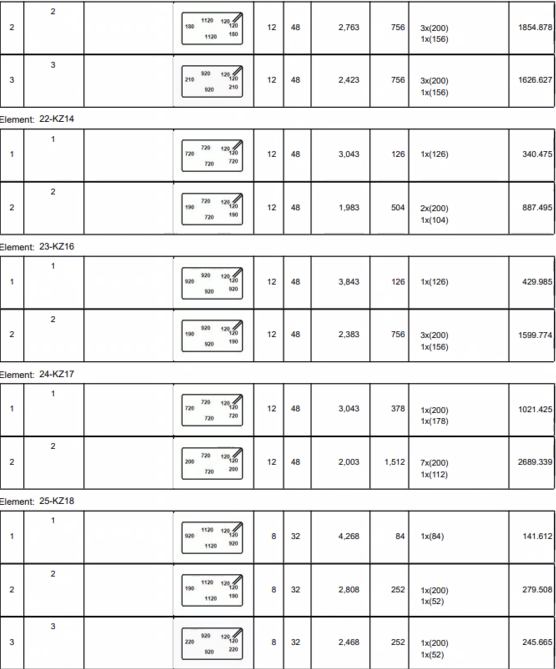 2 2 180 1120 120 120 180 1120 12 48 2,763 756 3x(200) 1854.878
1x(156)
3 3 210 920 120 120 210 920 12 48 2,423 756 3x(200) 1626.627
1x(156)
Element: 22-KZ14
1 1 720 720 120 120 720 720 12 48 3,043 126 1x(126) 340.475
2 2 190 720 120 120 190 720 12 48 1,983 504 2x(200) 887.495
1x(104)
Element: 23-KZ16
1 1 920 920 120 120 920 920 12 48 3,843 126 1x(126) 429.985
2 2 190 920 120 120 190 920 12 48 2,383 756 3x(200) 1599.774
1x(156)
Element: 24-KZ17
1 1 720 720 120 120 720 720 12 48 3,043 378 1x(200) 1021.425
1x(178)
2 2 200 720 120 120 200 720 12 48 2,003 1,512 7x(200) 2689.339
1x(112)
Element: 25-KZ18
1 1 920 1120 120 120 920 1120 8 32 4,268 84 1x(84) 141.612
2 2 190 1120 120 120 190 1120 8 32 2,808 252 1x(200) 279.508
1x(52)
3 3 220 920 120 120 220 920 8 32 2,468 252 1x(200) 245.665
1x(52)